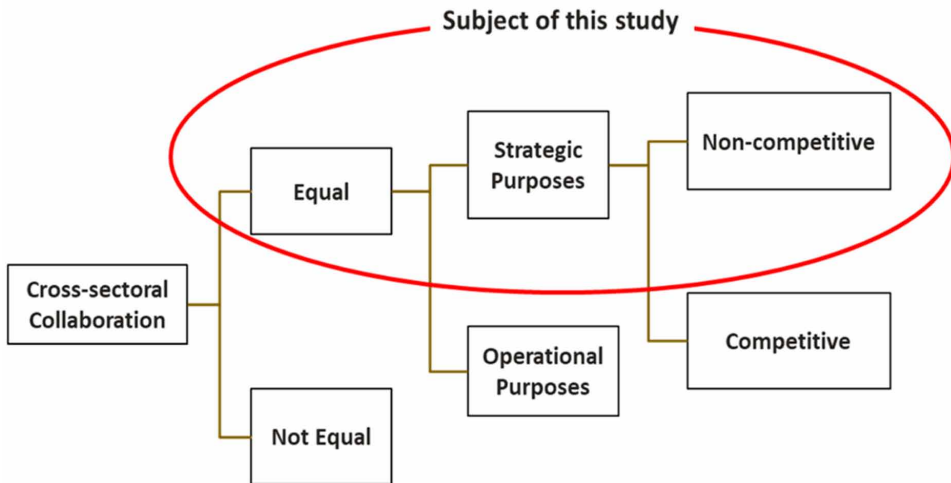 Subject of this study
Non-competitive
Strategic
Purposes
Equal
Cross-sectoral
Collaboration
Operational
Purposes
Competitive
Not Equal